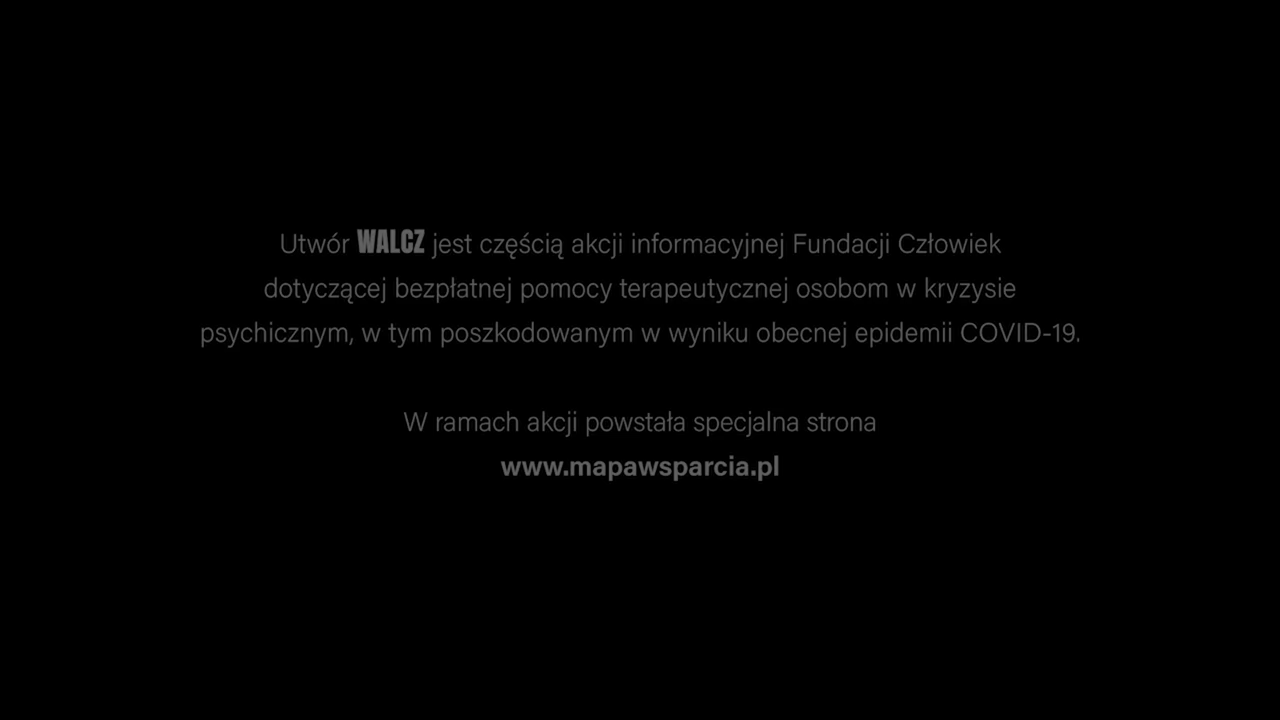 Utwór WALCZ jest częścią akcji informacyjnej Fundacji Człowiek
dotyczącej bezpłatnej pomocy terapeutycznej osobom w kryzysie
psychicznym, w tym poszkodowanym w wyniku obecnej epidemii COVID-19.
W ramach akcji powstała specjalna strona
www.mapawsparcia.pl